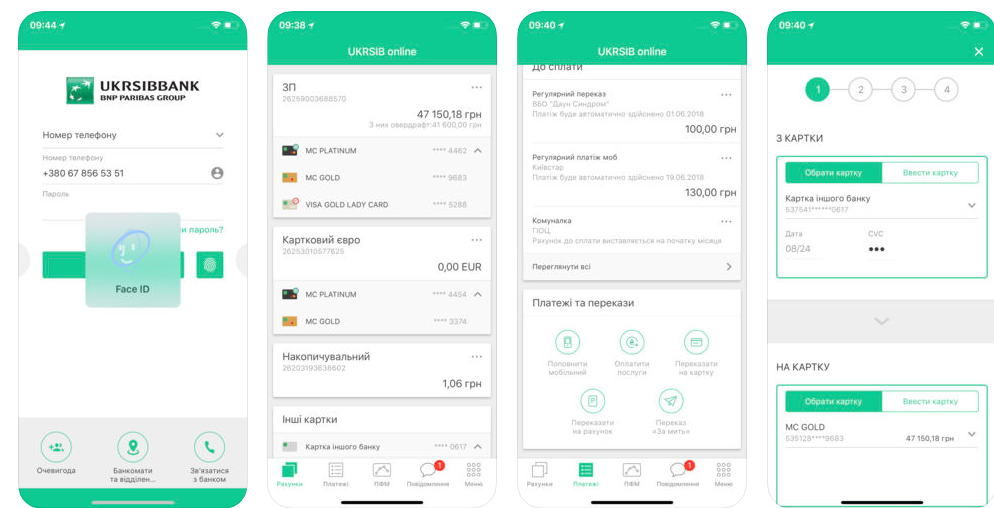 09:44
UKRSIBBANK
BNP PARIBAS GROUP
Номер телефону
Номер телефону
+380 67 856 53 51
Пароль
и пароль?
Face ID
Очевигода
Банкомати
та відділен...
Зв'язатися
з банком
09:38
UKRSIB online
ЗП
26259003688570
47 150,18 грн
З них овердрафт:41 600,00 грн
MC PLATINUM
**** 4462
MC GOLD
**** 9683
VISA GOLD LADY CARD
**** 5288
Картковий євро
26253010577625
0,00 EUR
MC PLATINUM
**** 4454
MC GOLD
**** 3374
Накопичувальний
26203193638602
1,06 грн
Інші картки
Картка іншого банку
**** 0617
1
Рахунки
Платежі
ПФМ
Повідомлення
Меню
09:40
UKRSIB online
До сплати
Регулярний переказ
ВБО "Даун Синдром"
Платіж буде автоматично здійснено 01.06.2018
100,00 грн
Регулярний платіж моб
Київстар
Платіж буде автоматично здійснено 19.06.2018
130,00 грн
Комуналка
ГІОЦ
Рахунок до сплати виставляється на початку місяця
Переглянути всі
Платежі та перекази
Поповнити
мобільний
Оплатити
послуги
Переказати
на картку
Переказати
на рахунок
Переказ
«За мить»
1
Рахунки
Платежі
ПФМ
Повідомлення
Меню
09:40
1
2
3
4
З КАРТКИ
Обрати картку
Ввести картку
Картка іншого банку
537541******0617
Дата
CVC
08/24
•••
НА КАРТКУ
Обрати картку
Ввести картку
MC GOLD
535128****9683
47 150,18 грн